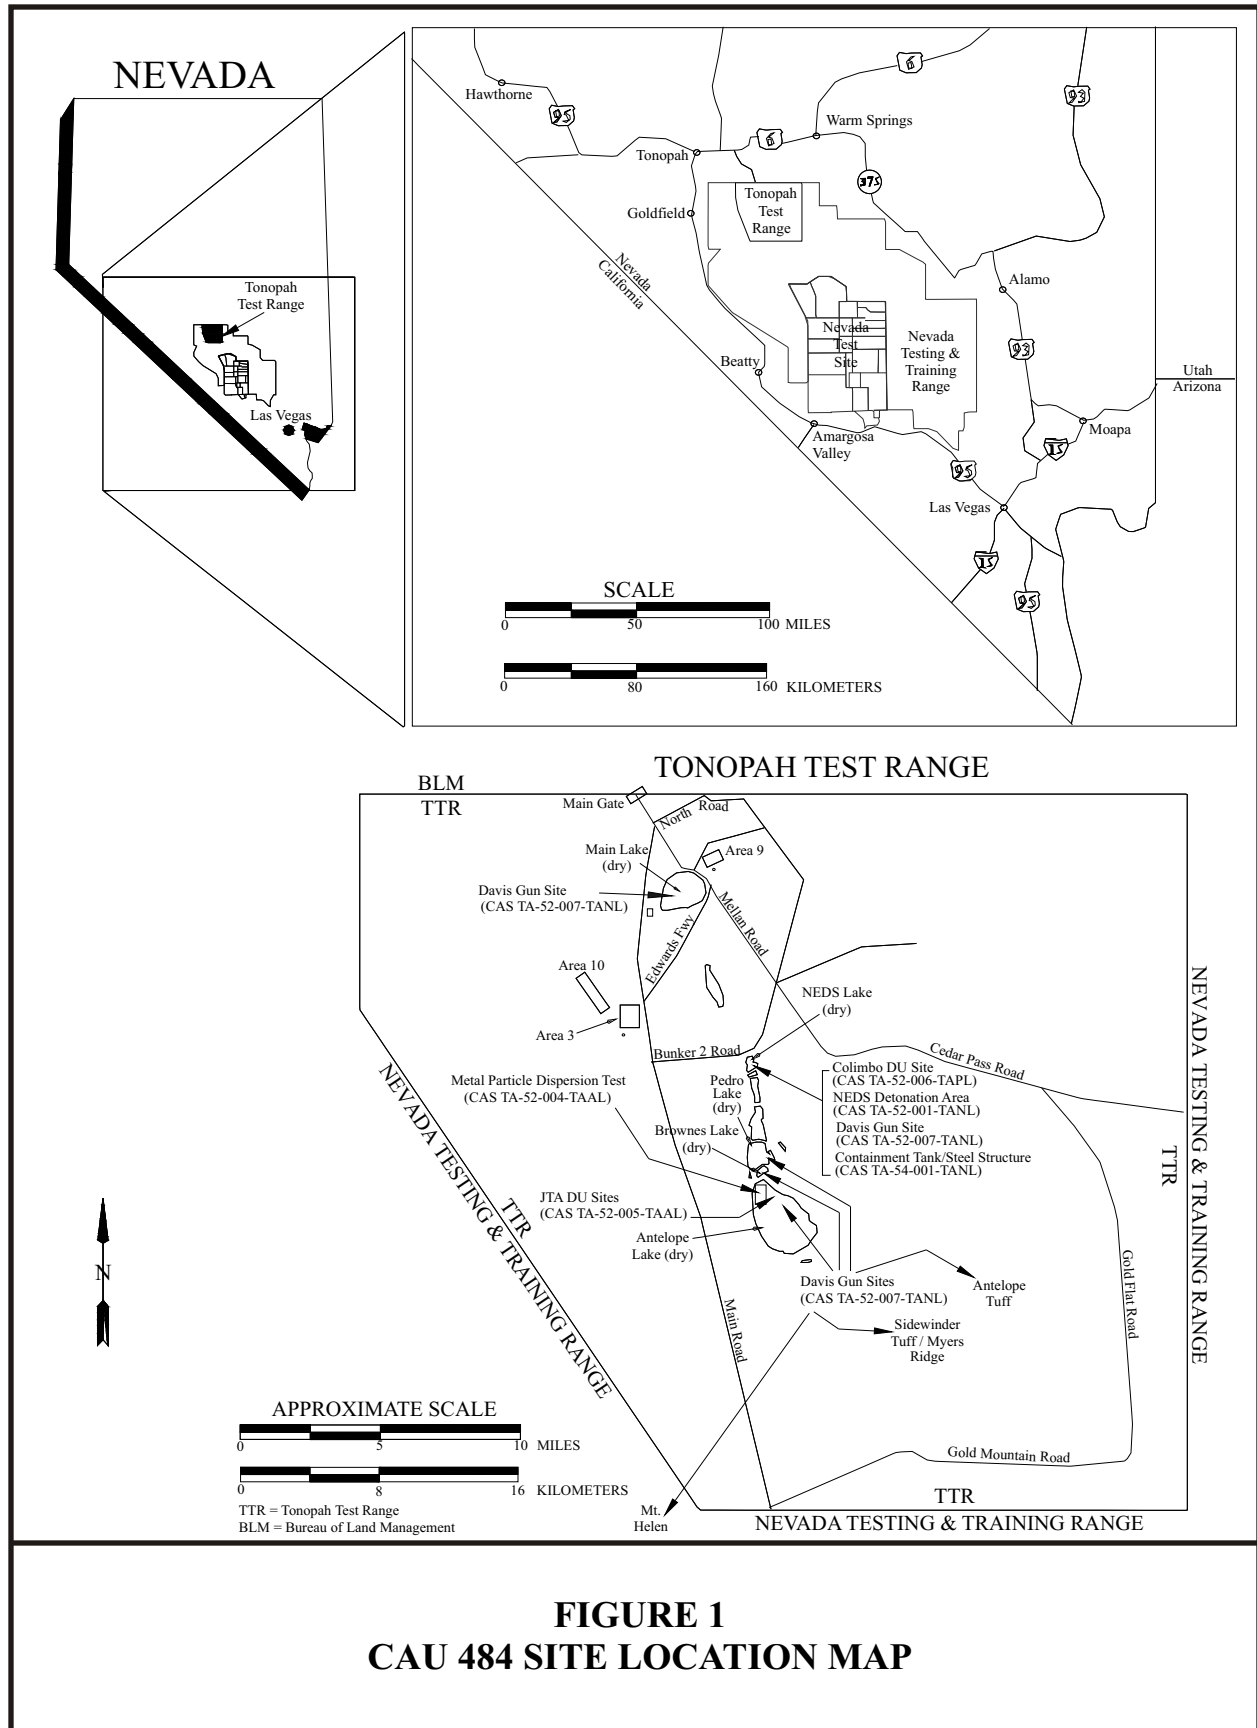 NEVADA
Tonopah
Test Range
Las Vegas
Hawthorne
95
6
93
Warm Springs
6
Tonopah
375
Tonopah
Test
Range
Goldfield
Nevada
California
Alamo
Nevada
Test
Site
Nevada
Testing &
Training
Range
93
Beatty
Utah
Arizona
Amargosa
Valley
Moapa
15
95
Las Vegas
15
95
SCALE
0 50 100 MILES
0 80 160 KILOMETERS
TONOPAH TEST RANGE
BLM
TTR
Main Gate
North Road
Main Lake
(dry)
Area 9
Davis Gun Site
(CAS TA-52-007-TANL)
Mellan Road
Edwards Fwy
Area 10
NEDS Lake
(dry)
Area 3
Bunker 2 Road
Cedar Pass Road
Metal Particle Dispersion Test
(CAS TA-52-004-TAAL)
Pedro
Lake
(dry)
Colimbo DU Site
(CAS TA-52-006-TAPL)
NEDS Detonation Area
(CAS TA-52-001-TANL)
Davis Gun Site
(CAS TA-52-007-TANL)
Containment Tank/Steel Structure
(CAS TA-54-001-TANL)
Brownes Lake
(dry)
JTA DU Sites
(CAS TA-52-005-TAAL)
Antelope
Lake (dry)
NEVADA TESTING & TRAINING RANGE
TTR
TTR
NEVADA TESTING & TRAINING RANGE
N
Davis Gun Sites
(CAS TA-52-007-TANL)
Antelope
Tuff
Sidewinder
Tuff / Myers
Ridge
Main Road
Gold Flat Road
APPROXIMATE SCALE
0 5 10 MILES
0 8 16 KILOMETERS
TTR = Tonopah Test Range
BLM = Bureau of Land Management
Gold Mountain Road
Mt.
Helen
TTR
NEVADA TESTING & TRAINING RANGE
FIGURE 1
CAU 484 SITE LOCATION MAP